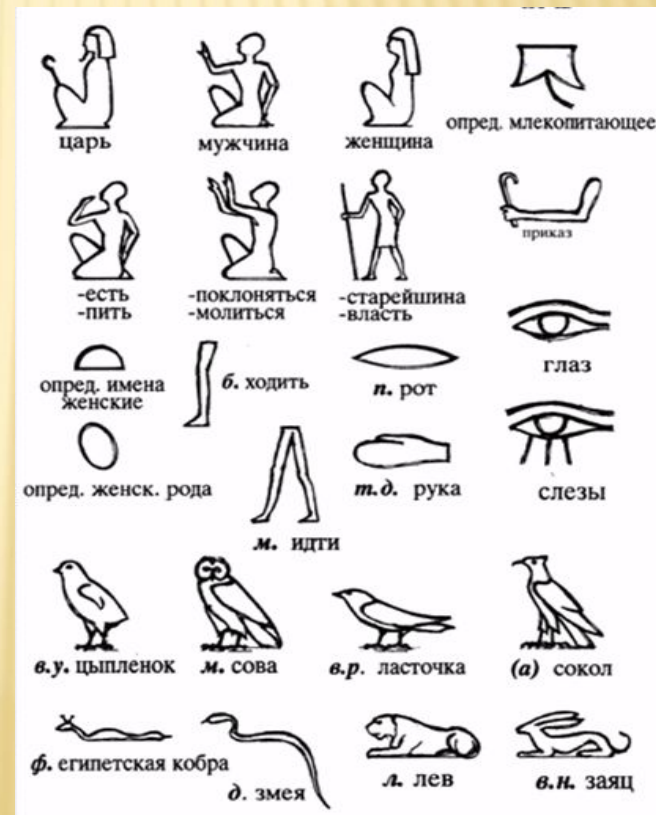 царь мужчина женщина опред. млекопитающее
-есть -поклоняться -старейшина приказ
-пить -молиться -власть
глаз
опред. имена б. ходить п. рот
женские
опред. женск. рода т.д. рука слезы
м. идти
в.у. цыпленок м. сова в.р. ласточка (а) сокол
ф. египетская кобра
д. змея л. лев в.н. заяц